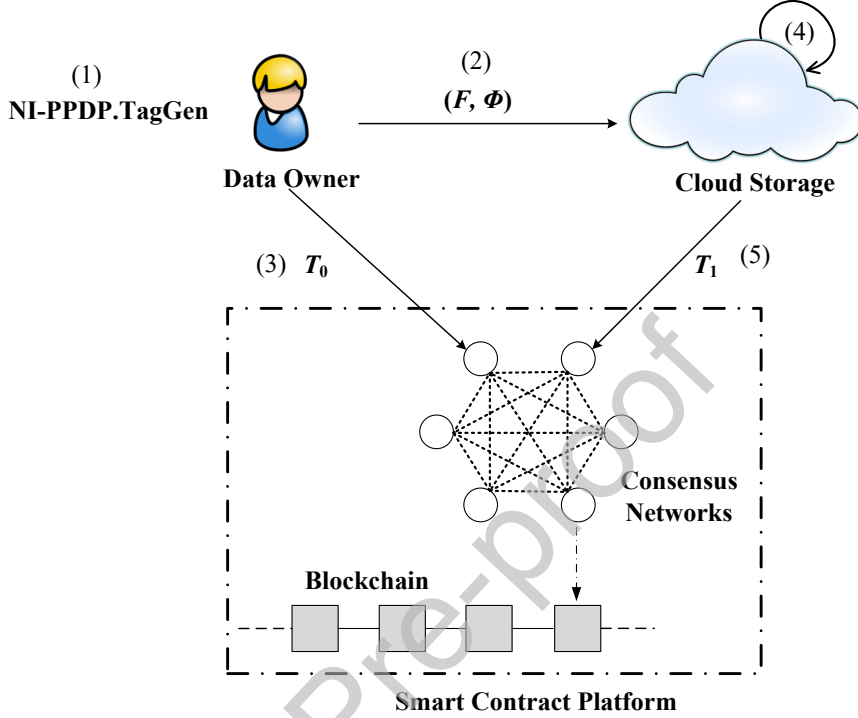 (1)
NI-PPDP.TagGen
(2)
(F, Φ)
(4)
Data Owner
Cloud Storage
(3) T₀
T₁ (5)
Consensus
Networks
Blockchain
Smart Contract Platform
Pre-proof